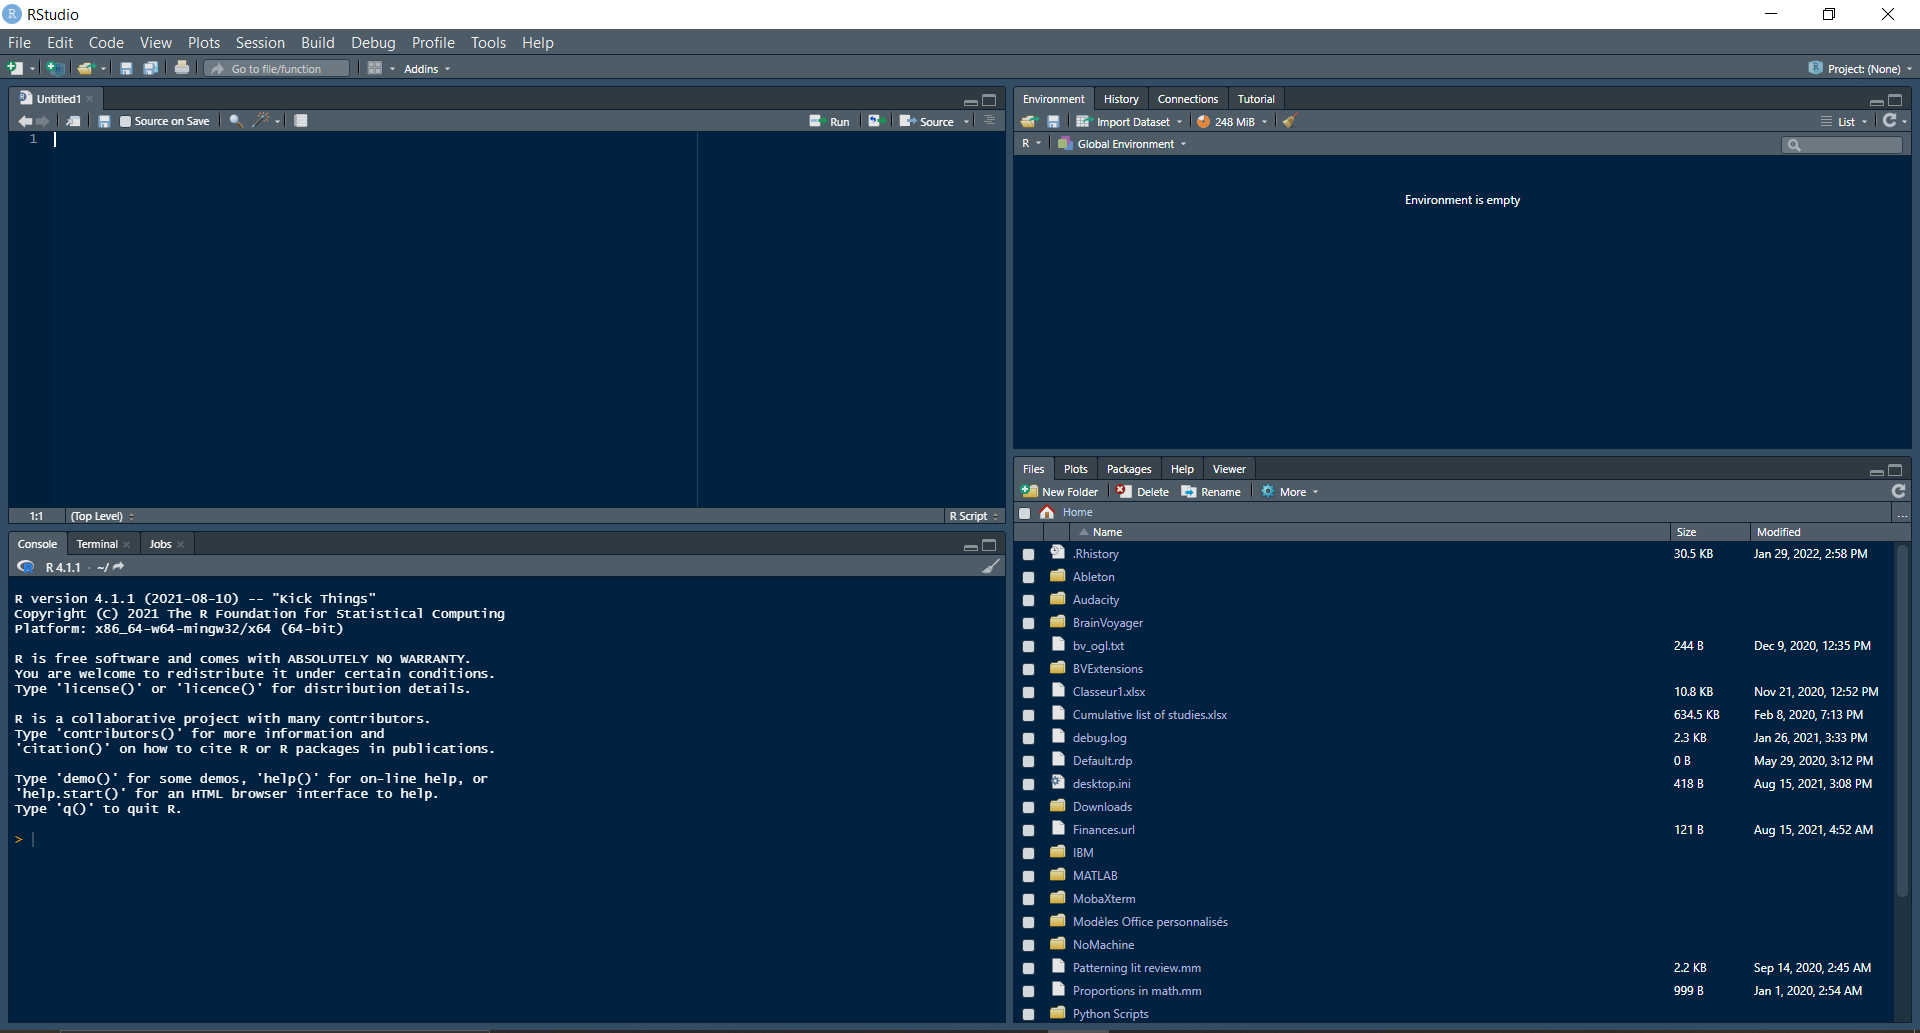 RStudio
File Edit Code View Plots Session Build Debug Profile Tools Help
Go to file/function Addins Project: (None)
Untitled1
Source on Save Run Source
1
1:1 (Top Level) R Script
Console Terminal Jobs
R 4.1.1 · ~/
R version 4.1.1 (2021-08-10) -- "Kick Things"
Copyright (C) 2021 The R Foundation for Statistical Computing
Platform: x86_64-w64-mingw32/x64 (64-bit)
R is free software and comes with ABSOLUTELY NO WARRANTY.
You are welcome to redistribute it under certain conditions.
Type 'license()' or 'licence()' for distribution details.
R is a collaborative project with many contributors.
Type 'contributors()' for more information and
'citation()' on how to cite R or R packages in publications.
Type 'demo()' for some demos, 'help()' for on-line help, or
'help.start()' for an HTML browser interface to help.
Type 'q()' to quit R.
>
Environment History Connections Tutorial
Import Dataset 248 MiB List
R Global Environment
Environment is empty
Files Plots Packages Help Viewer
New Folder Delete Rename More
Home ...
Name Size Modified
.Rhistory 30.5 KB Jan 29, 2022, 2:58 PM
Ableton
Audacity
BrainVoyager
bv_ogl.txt 244 B Dec 9, 2020, 12:35 PM
BVExtensions
Classeur1.xlsx 10.8 KB Nov 21, 2020, 12:52 PM
Cumulative list of studies.xlsx 634.5 KB Feb 8, 2020, 7:13 PM
debug.log 2.3 KB Jan 26, 2021, 3:33 PM
Default.rdp 0 B May 29, 2020, 3:12 PM
desktop.ini 418 B Aug 15, 2021, 3:08 PM
Downloads
Finances.url 121 B Aug 15, 2021, 4:52 AM
IBM
MATLAB
MobaXterm
Modèles Office personnalisés
NoMachine
Patterning lit review.mm 2.2 KB Sep 14, 2020, 2:45 AM
Proportions in math.mm 999 B Jan 1, 2020, 2:54 AM
Python Scripts